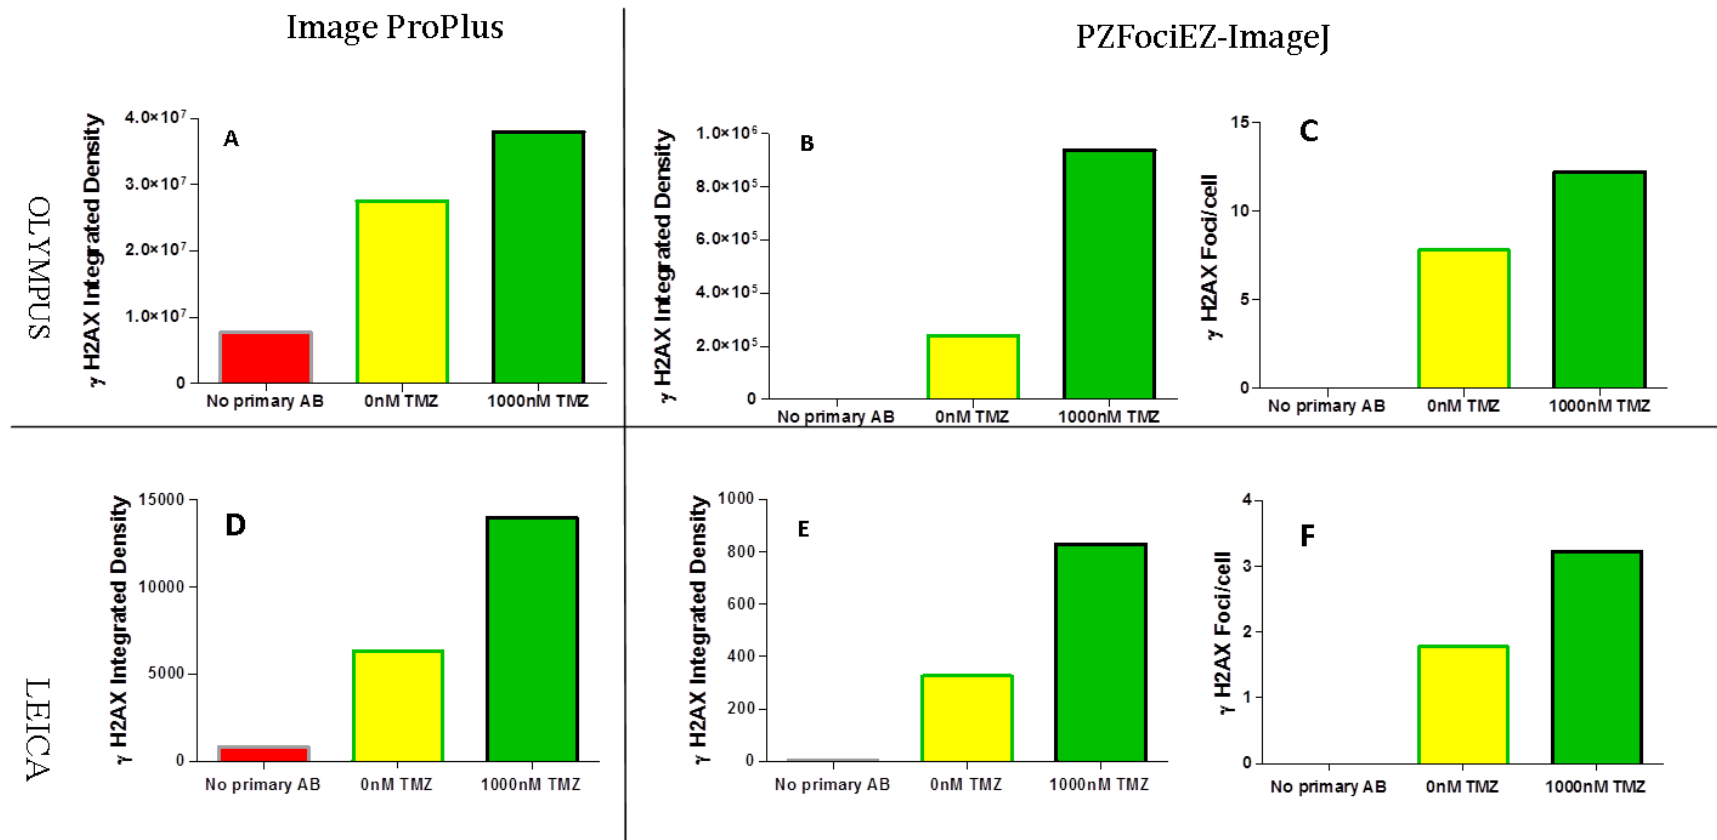 Image ProPlus
PZFociEZ-ImageJ
OLYMPUS
γ H2AX Integrated Density
4.0×10⁷
3.0×10⁷
2.0×10⁷
1.0×10⁷
0
A
No primary AB
0nM TMZ
1000nM TMZ
γ H2AX Integrated Density
1.0×10⁶
8.0×10⁵
6.0×10⁵
4.0×10⁵
2.0×10⁵
0
B
No primary AB
0nM TMZ
1000nM TMZ
γ H2AX Foci/cell
15
10
5
0
C
No primary AB
0nM TMZ
1000nM TMZ
LEICA
γ H2AX Integrated Density
15000
10000
5000
0
D
No primary AB
0nM TMZ
1000nM TMZ
γ H2AX Integrated Density
1000
800
600
400
200
0
E
No primary AB
0nM TMZ
1000nM TMZ
γ H2AX Foci/cell
4
3
2
1
0
F
No primary AB
0nM TMZ
1000nM TMZ